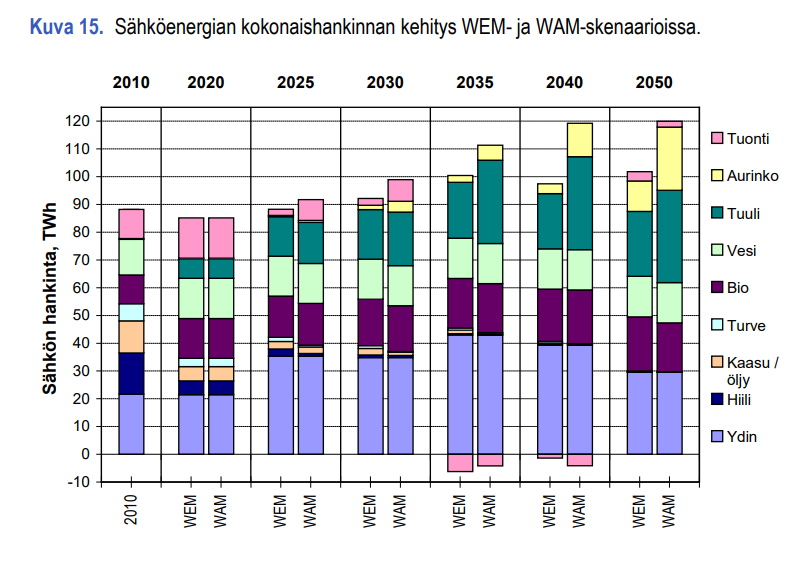 Kuva 15. Sähköenergian kokonaishankinnan kehitys WEM- ja WAM-skenaarioissa.
2010 2020 2025 2030 2035 2040 2050
Sähkön hankinta, TWh
120
110
100
90
80
70
60
50
40
30
20
10
0
-10
2010 WEM WAM WEM WAM WEM WAM WEM WAM WEM WAM WEM WAM
Tuonti
Aurinko
Tuuli
Vesi
Bio
Turve
Kaasu /
öljy
Hiili
Ydin